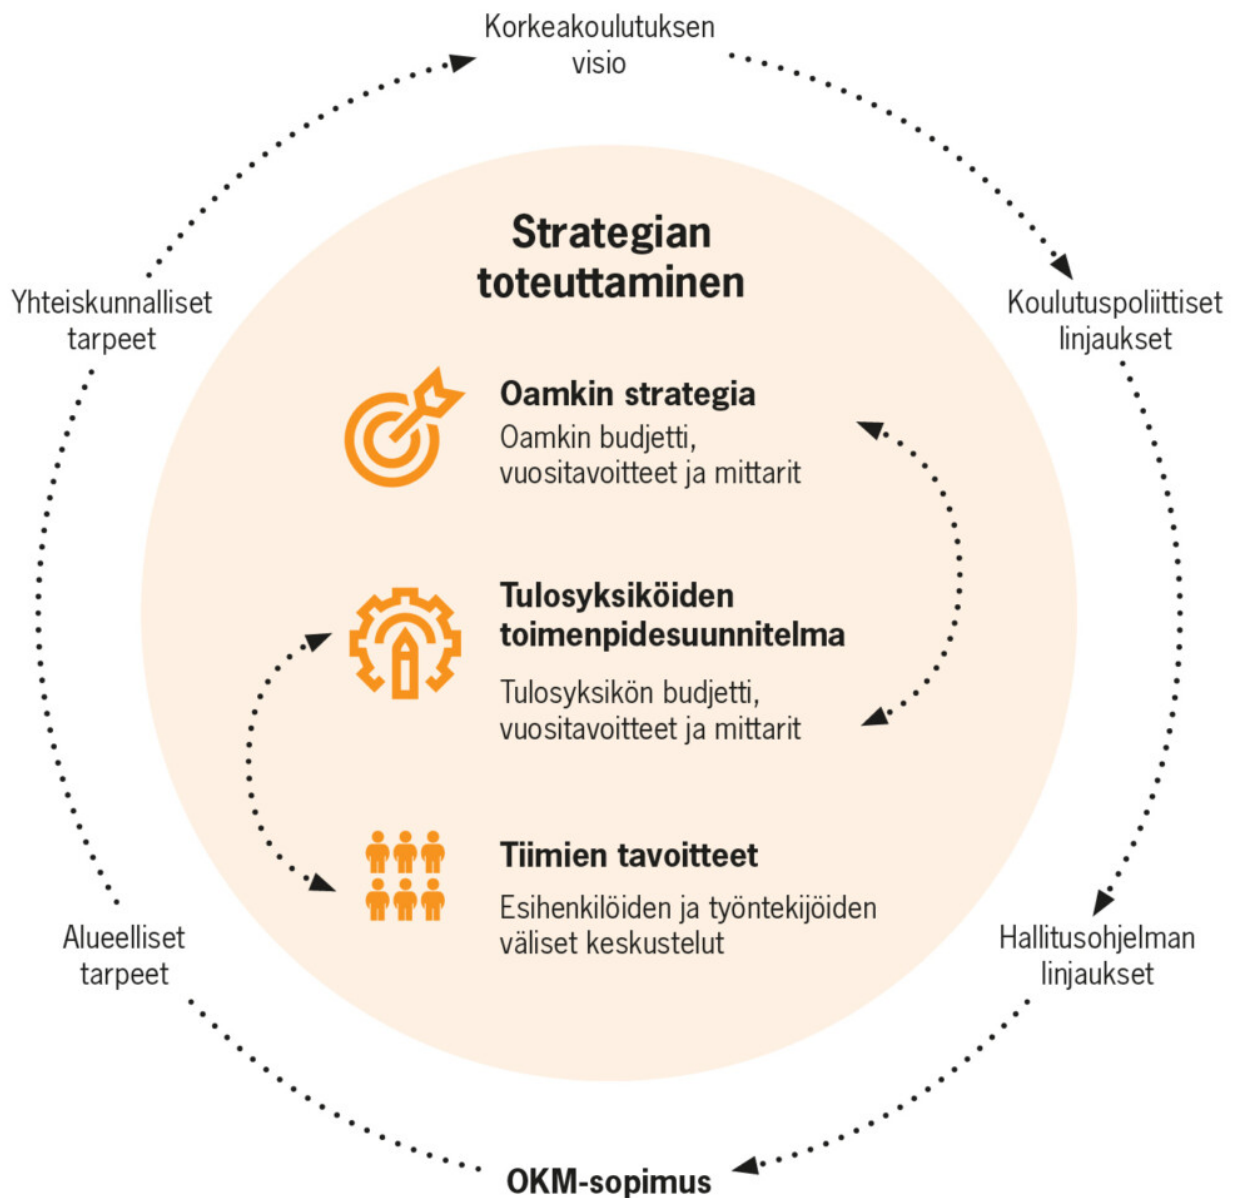 Korkeakoulutuksen
visio
Strategian
toteuttaminen
Yhteiskunnalliset
tarpeet
Koulutuspoliittiset
linjaukset
Oamkin strategia
Oamkin budjetti,
vuositavoitteet ja mittarit
Tulosyksiköiden
toimenpidesuunnitelma
Tulosyksikön budjetti,
vuositavoitteet ja mittarit
Tiimien tavoitteet
Esihenkilöiden ja työntekijöiden
väliset keskustelut
Alueelliset
tarpeet
Hallitusohjelman
linjaukset
OKM-sopimus